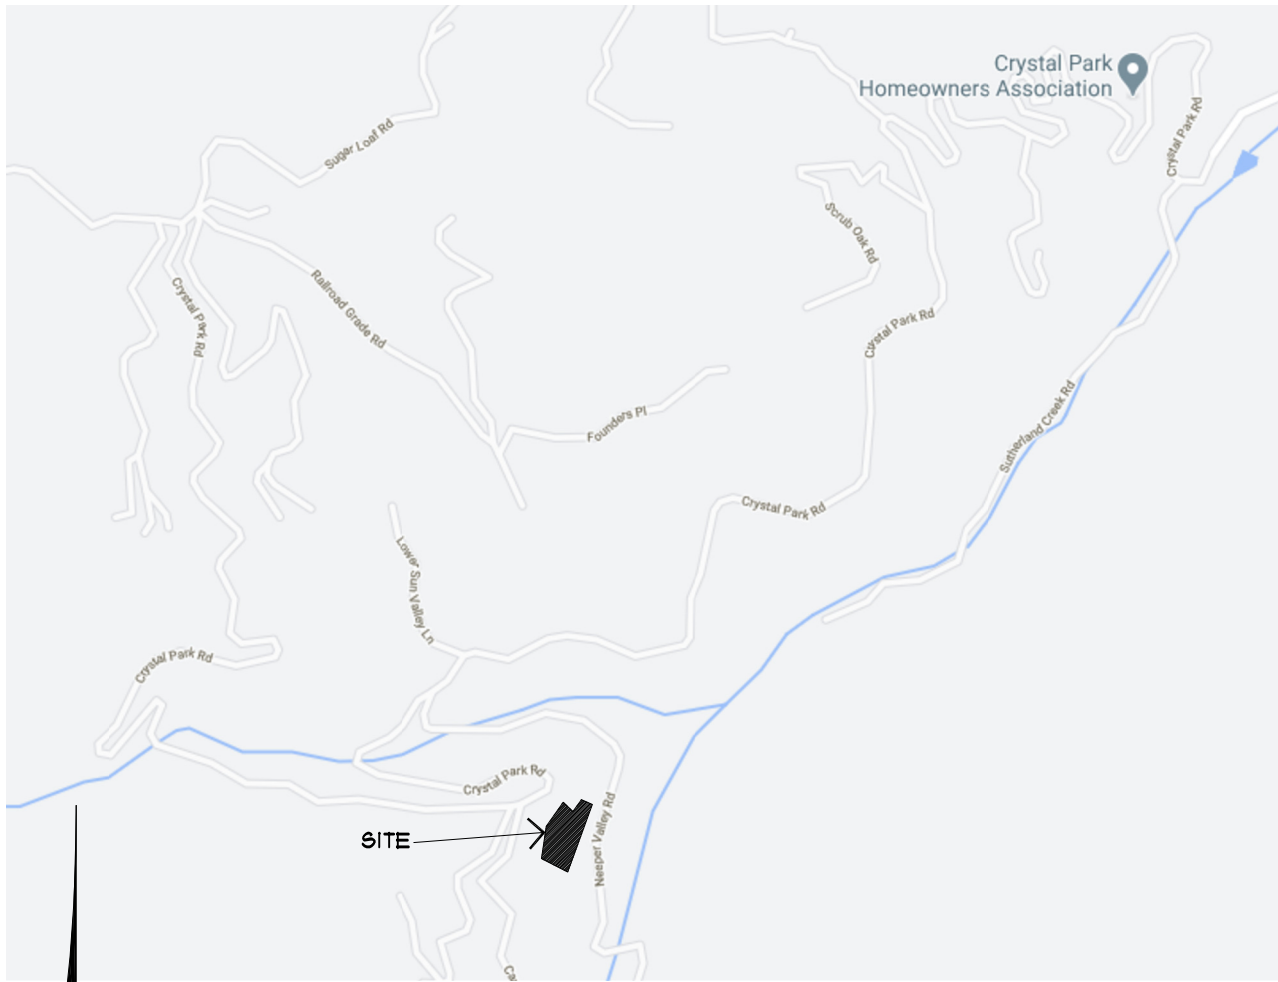 Crystal Park
Homeowners Association
Crystal Park Rd
Sugar Loaf Rd
Scrub Oak Rd
Railroad Grade Rd
Crystal Park Rd
Crystal Park Rd
Founders Pl
Sutherland Creek Rd
Crystal Park Rd
Lower Sun Valley Ln
Crystal Park Rd
Crystal Park Rd
SITE
Neeper Valley Rd